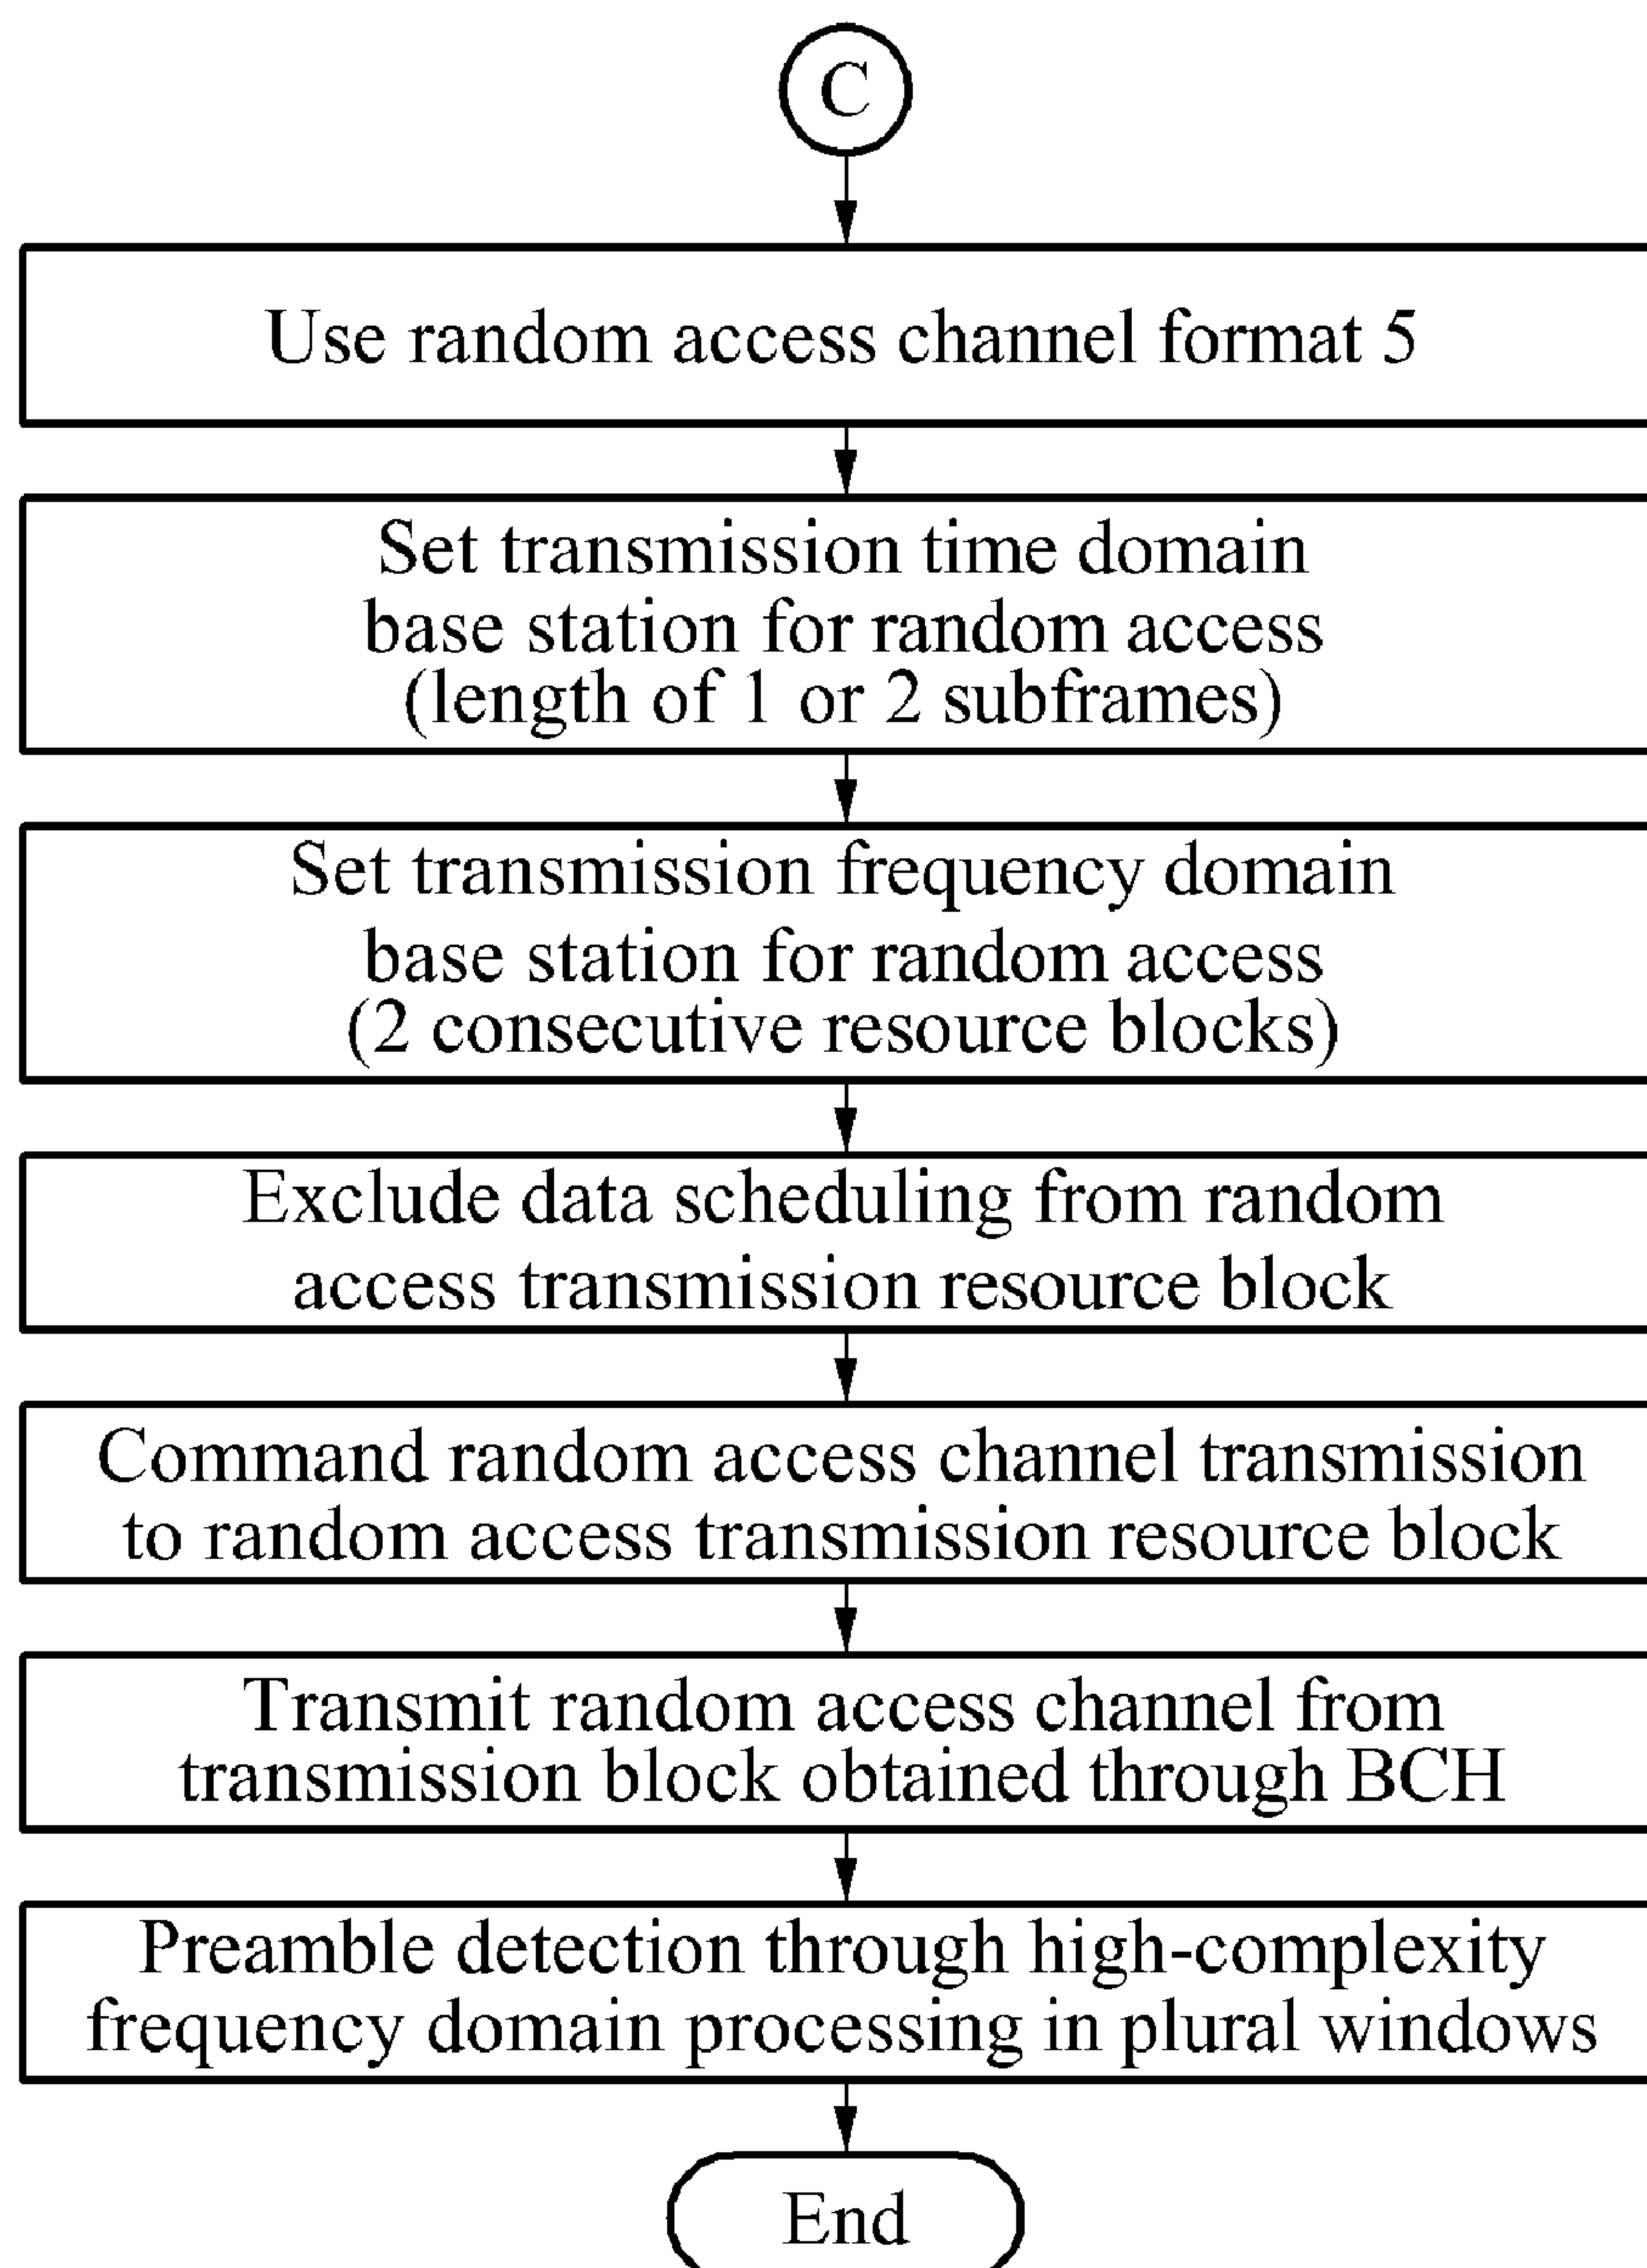 C
Use random access channel format 5
Set transmission time domain
base station for random access
(length of 1 or 2 subframes)
Set transmission frequency domain
base station for random access
(2 consecutive resource blocks)
Exclude data scheduling from random
access transmission resource block
Command random access channel transmission
to random access transmission resource block
Transmit random access channel from
transmission block obtained through BCH
Preamble detection through high-complexity
frequency domain processing in plural windows
End